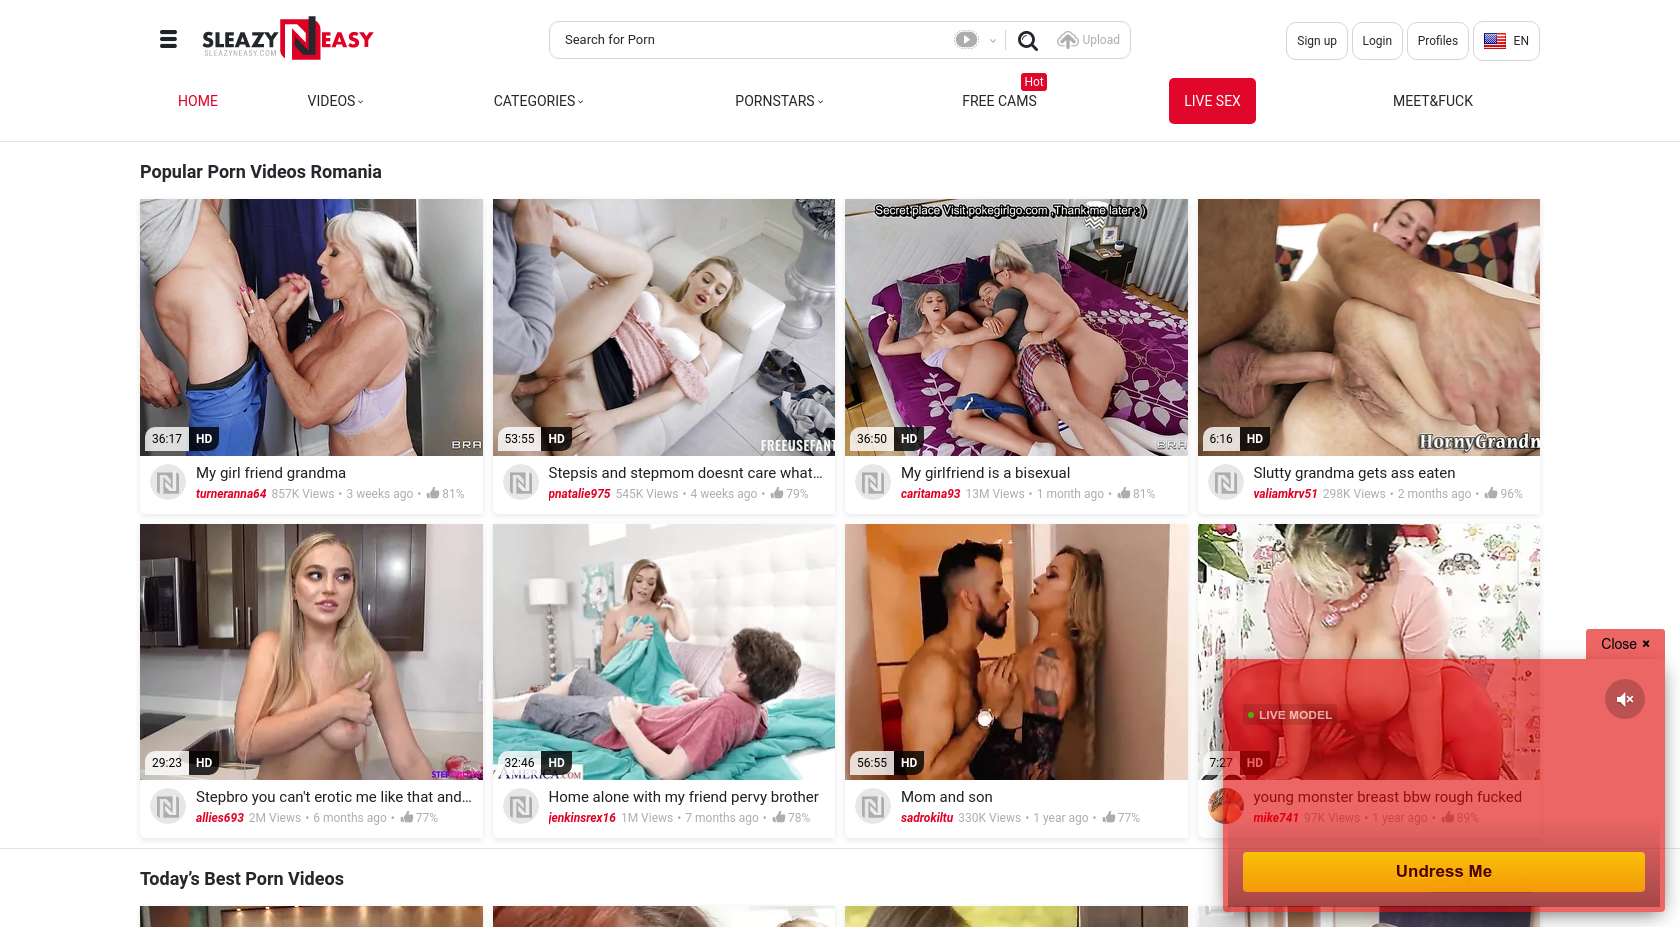 SLEAZY N EASY
SLEAZYNEASY.COM
Search for Porn
Upload
Sign up
Login
Profiles
EN
HOME
VIDEOS
CATEGORIES
PORNSTARS
FREE CAMS
Hot
LIVE SEX
MEET&FUCK
Popular Porn Videos Romania
36:17 HD
BRA
My girl friend grandma
turneranna64 857K Views • 3 weeks ago • 81%
53:55 HD
FREEUSEFANT
Stepsis and stepmom doesnt care what...
pnatalie975 545K Views • 4 weeks ago • 79%
Secret place Visit pokegirlgo.com ,Thank me later : )
36:50 HD
BRA
My girlfriend is a bisexual
caritama93 13M Views • 1 month ago • 81%
6:16 HD
HornyGrandm
Slutty grandma gets ass eaten
valiamkrv51 298K Views • 2 months ago • 96%
29:23 HD
Stepbro you can't erotic me like that and...
allies693 2M Views • 6 months ago • 77%
32:46 HD
AMERICA.COM
Home alone with my friend pervy brother
jenkinsrex16 1M Views • 7 months ago • 78%
56:55 HD
Mom and son
sadrokiltu 330K Views • 1 year ago • 77%
7:27 HD
young monster breast bbw rough fucked
mike741 97K Views • 1 year ago • 89%
Close ×
LIVE MODEL
Undress Me
Today's Best Porn Videos